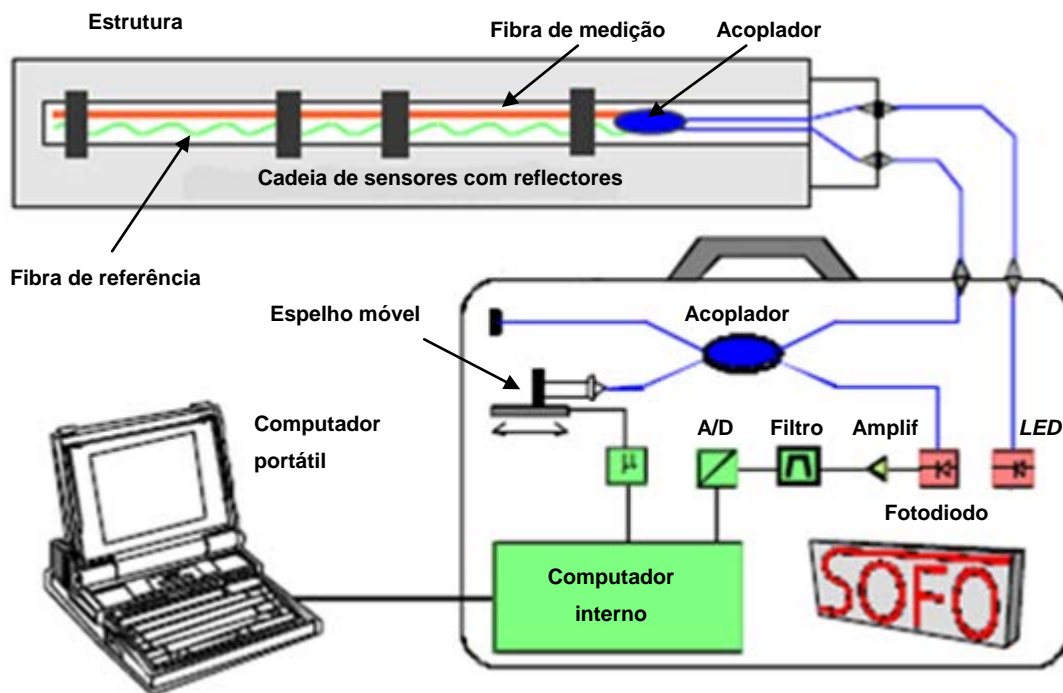 Estrutura
Fibra de medição
Acoplador
Cadeia de sensores com reflectores
Fibra de referência
Espelho móvel
Acoplador
Computador
portátil
A/D
Filtro
Amplif
LED
μ
Fotodiodo
Computador
interno
SOFO